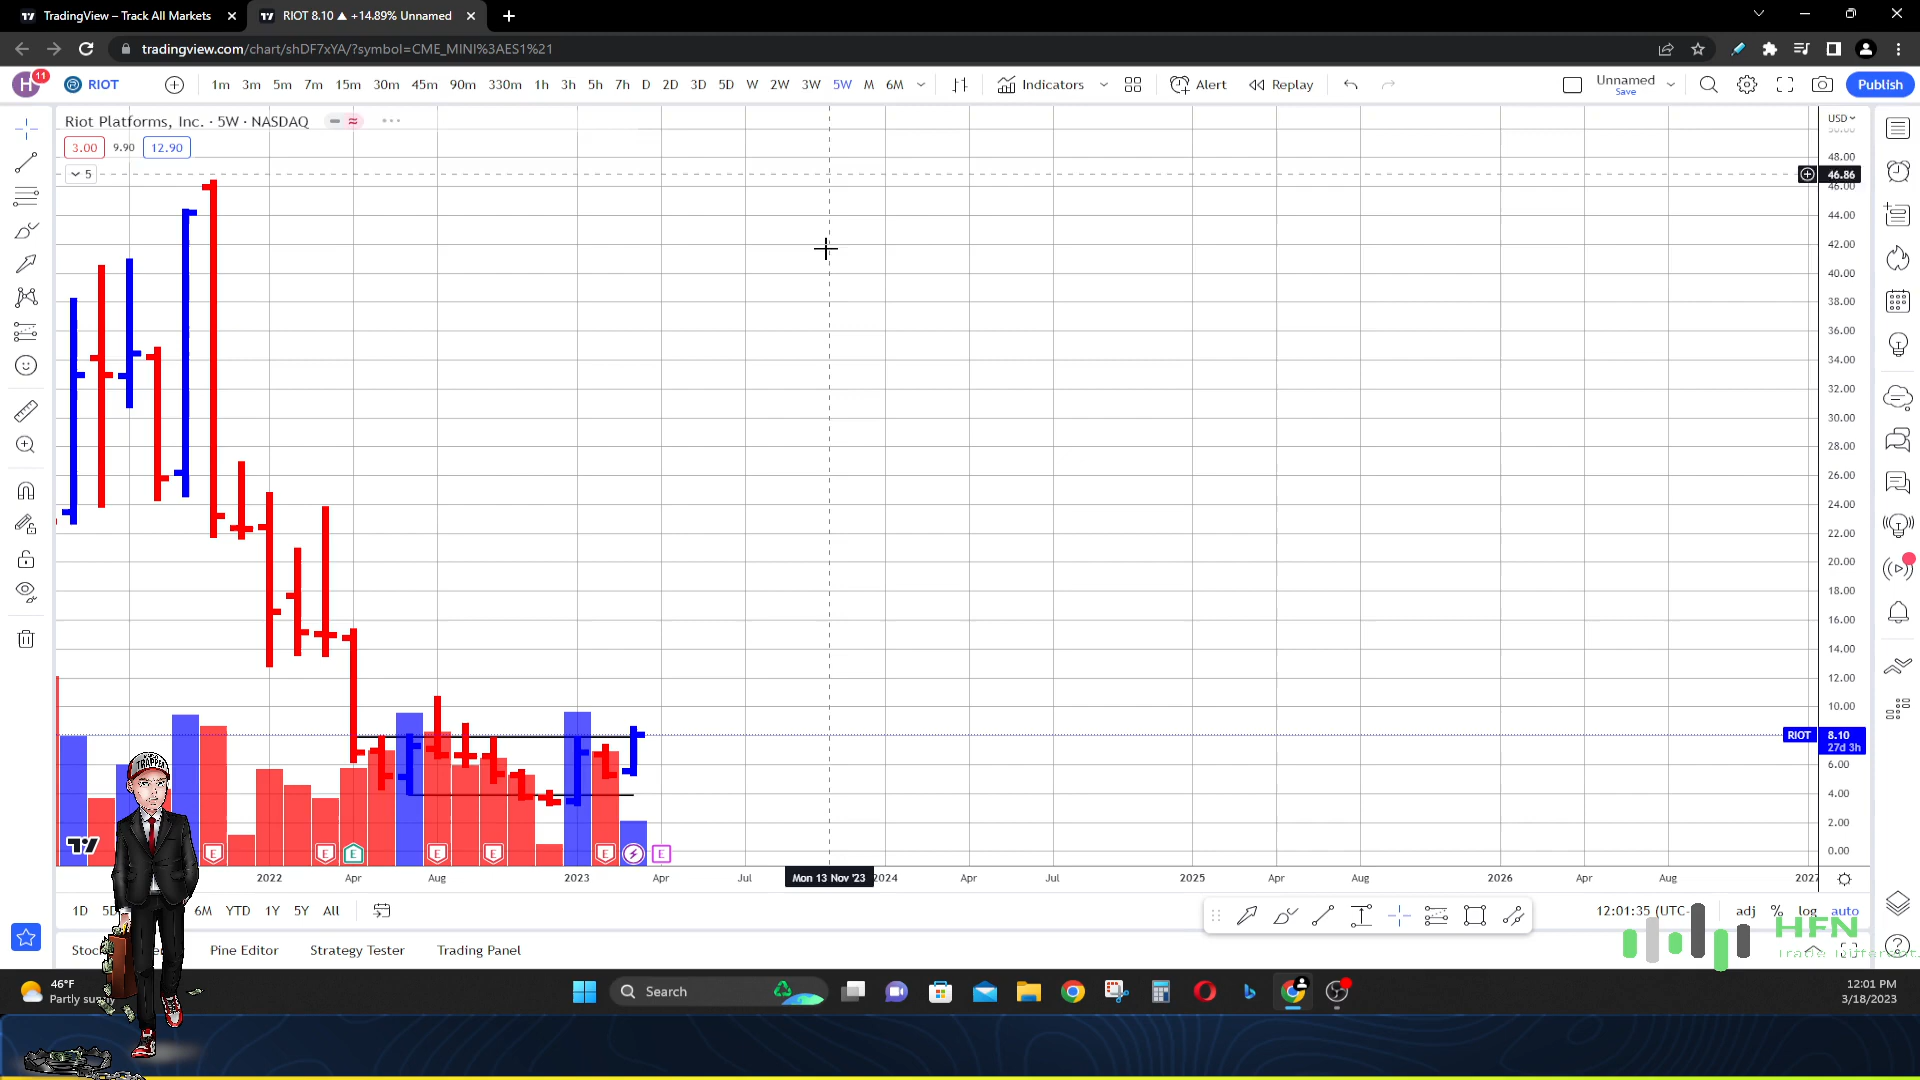 TradingView – Track All Markets
RIOT 8.10 ▲ +14.89% Unnamed
tradingview.com/chart/shDF7xYA/?symbol=CME_MINI%3AES1%21
H 11
RIOT
1m 3m 5m 7m 15m 30m 45m 90m 330m 1h 3h 5h 7h D 2D 3D 5D W 2W 3W 5W M 6M
Indicators
Alert
Replay
Unnamed
Save
Publish
Riot Platforms, Inc. · 5W · NASDAQ
3.00 9.90 12.90
5
USD
48.00
46.86
46.00
44.00
42.00
40.00
38.00
36.00
34.00
32.00
30.00
28.00
26.00
24.00
22.00
20.00
18.00
16.00
14.00
12.00
10.00
RIOT 8.10
27d 3h
6.00
4.00
2.00
0.00
TRAPPER
E E E E E E E
2022 Apr Aug 2023 Apr Jul Mon 13 Nov '23 2024 Apr Jul 2025 Apr Aug 2026 Apr Aug 2027
1D 5D 6M YTD 1Y 5Y All
12:01:35 (UTC-
adj % log auto
Pine Editor Strategy Tester Trading Panel
HFN
Trade Different
46°F
Partly sunny
Search
12:01 PM
3/18/2023